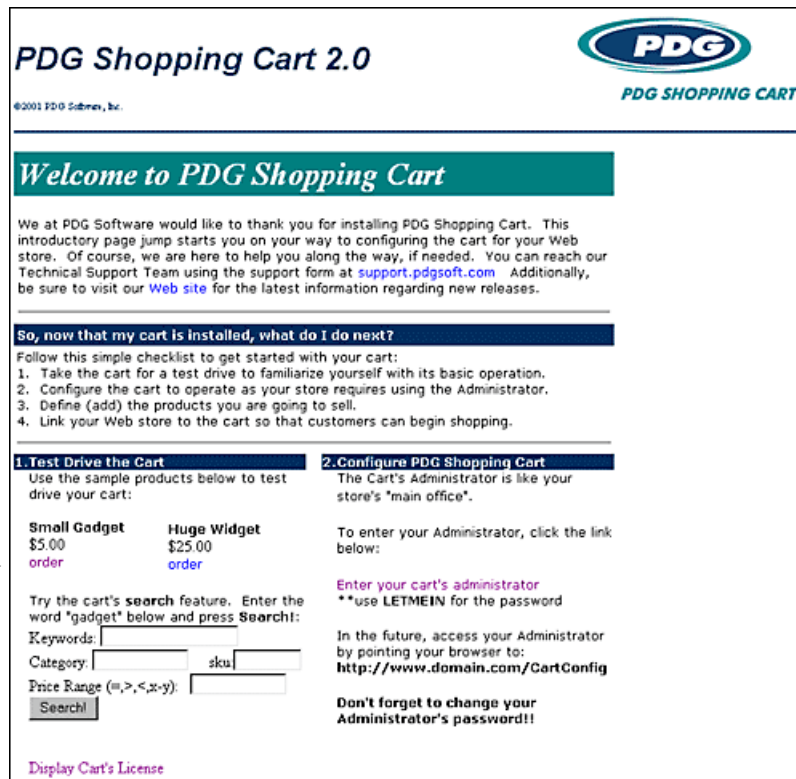 PDG Shopping Cart 2.0
PDG
PDG SHOPPING CART
©2001 PDG Software, Inc.
Welcome to PDG Shopping Cart
We at PDG Software would like to thank you for installing PDG Shopping Cart. This
introductory page jump starts you on your way to configuring the cart for your Web
store. Of course, we are here to help you along the way, if needed. You can reach our
Technical Support Team using the support form at support.pdgsoft.com Additionally,
be sure to visit our Web site for the latest information regarding new releases.
So, now that my cart is installed, what do I do next?
Follow this simple checklist to get started with your cart:
1. Take the cart for a test drive to familiarize yourself with its basic operation.
2. Configure the cart to operate as your store requires using the Administrator.
3. Define (add) the products you are going to sell.
4. Link your Web store to the cart so that customers can begin shopping.
1.Test Drive the Cart
Use the sample products below to test
drive your cart:
Small Gadget Huge Widget
$5.00 $25.00
order order
Try the cart's search feature. Enter the
word "gadget" below and press Search!:
Keywords:
Category: sku
Price Range (=,>,<,x-y):
Search!
Display Cart's License
2.Configure PDG Shopping Cart
The Cart's Administrator is like your
store's "main office".
To enter your Administrator, click the link
below:
Enter your cart's administrator
**use LETMEIN for the password
In the future, access your Administrator
by pointing your browser to:
http://www.domain.com/CartConfig
Don't forget to change your
Administrator's password!!